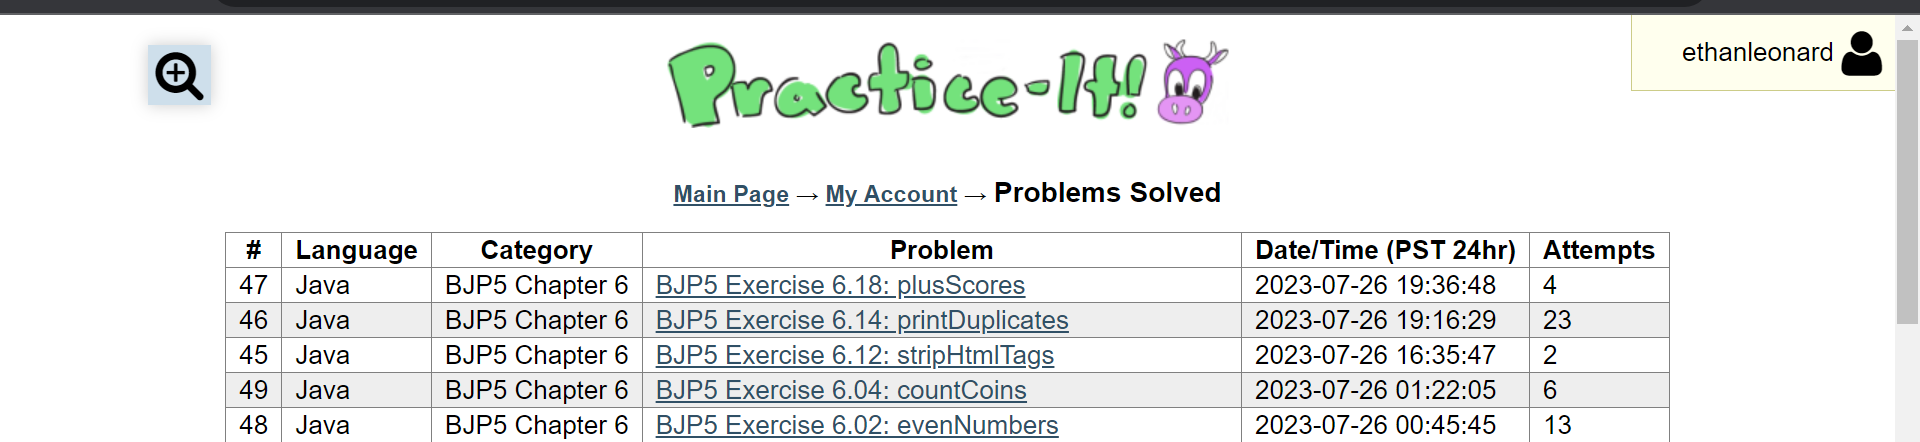 Practice-It!
ethanleonard
Main Page → My Account → Problems Solved
# Language Category Problem Date/Time (PST 24hr) Attempts
47 Java BJP5 Chapter 6 BJP5 Exercise 6.18: plusScores 2023-07-26 19:36:48 4
46 Java BJP5 Chapter 6 BJP5 Exercise 6.14: printDuplicates 2023-07-26 19:16:29 23
45 Java BJP5 Chapter 6 BJP5 Exercise 6.12: stripHtmlTags 2023-07-26 16:35:47 2
49 Java BJP5 Chapter 6 BJP5 Exercise 6.04: countCoins 2023-07-26 01:22:05 6
48 Java BJP5 Chapter 6 BJP5 Exercise 6.02: evenNumbers 2023-07-26 00:45:45 13